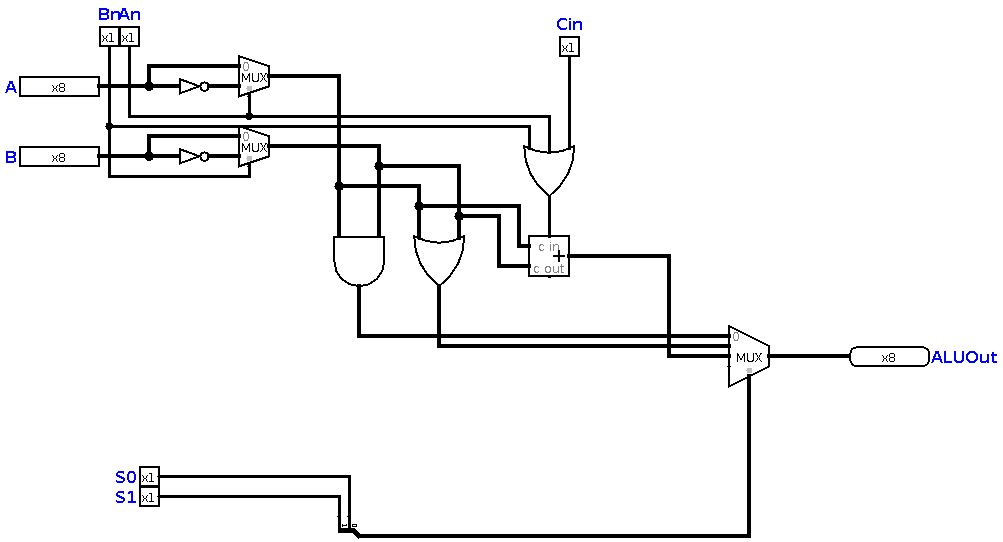 BnAn
x1 x1
Cin
x1
A x8
0
MUX
B x8
0
MUX
c in
+
c out
0
MUX
x8 ALUOut
S0 x1
S1 x1